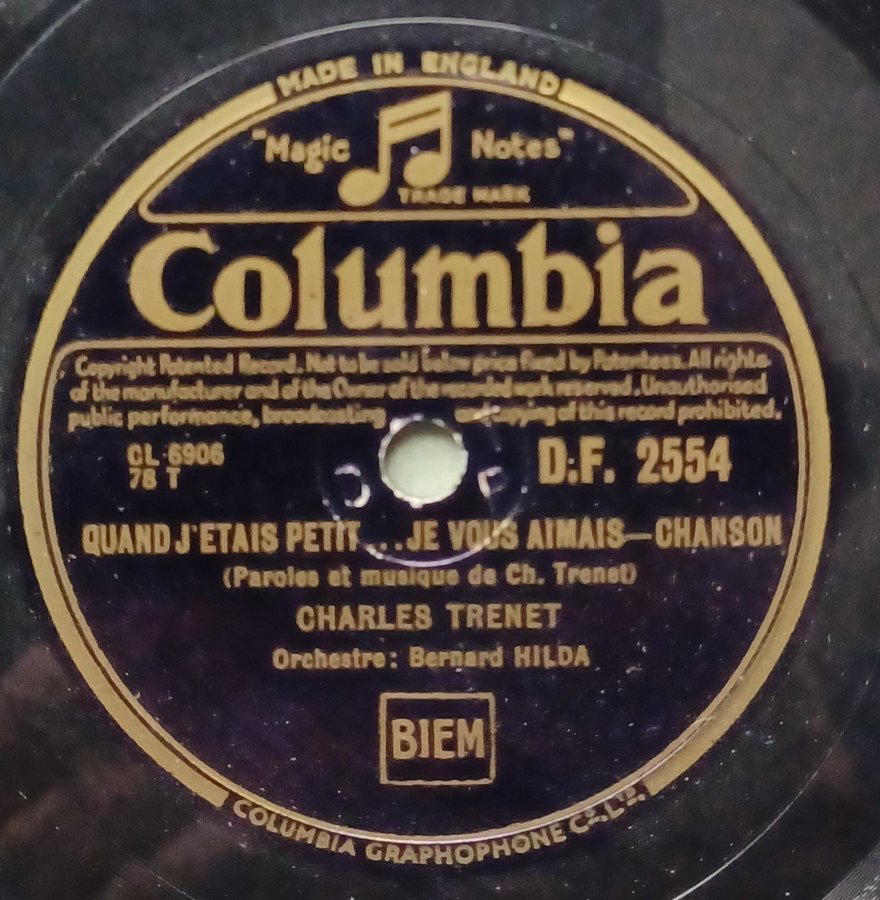 MADE IN ENGLAND
"Magic Notes"
TRADE MARK
Columbia
Copyright Patented Record. Not to be sold below price fixed by Patentees. All rights
of the manufacturer and of the Owner of the recorded work reserved. Unauthorised
public performance, broadcasting and copying of this record prohibited.
CL 6906
78 T
D.F. 2554
QUAND J'ETAIS PETIT...JE VOUS AIMAIS—CHANSON
(Paroles et musique de Ch. Trenet)
CHARLES TRENET
Orchestre: Bernard HILDA
BIEM
COLUMBIA GRAPHOPHONE Co. LTD.